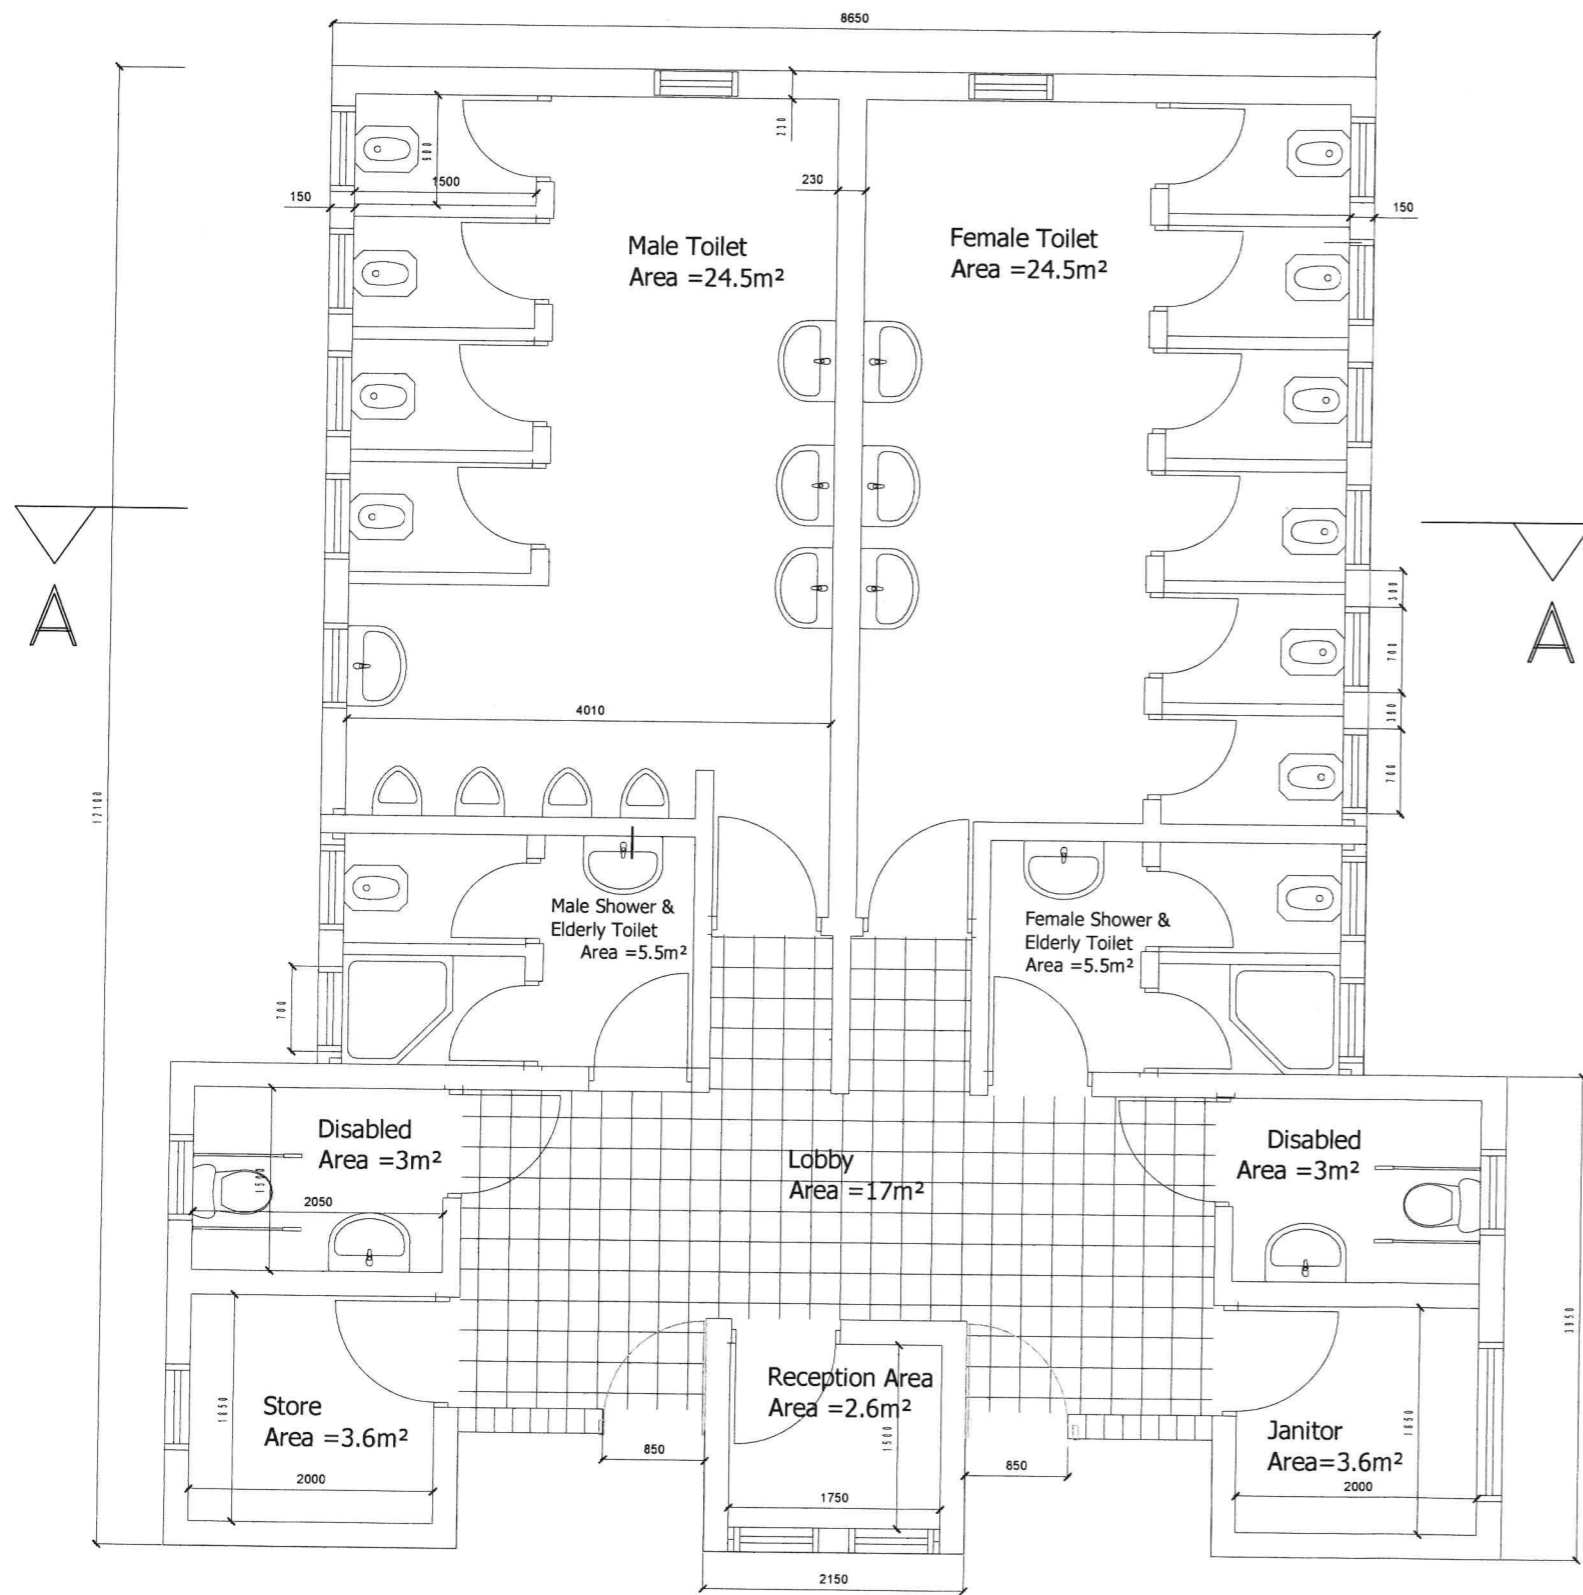 8650
230
900
1500
150
230
150
Male Toilet
Area =24.5m²
Female Toilet
Area =24.5m²
A
A
300
700
300
700
4010
12100
Male Shower &
Elderly Toilet
Area =5.5m²
Female Shower &
Elderly Toilet
Area =5.5m²
700
Disabled
Area =3m²
1500
2050
Lobby
Area =17m²
Disabled
Area =3m²
3950
Store
Area =3.6m²
1850
2000
850
Reception Area
Area =2.6m²
1500
1750
2150
850
Janitor
Area=3.6m²
1850
2000